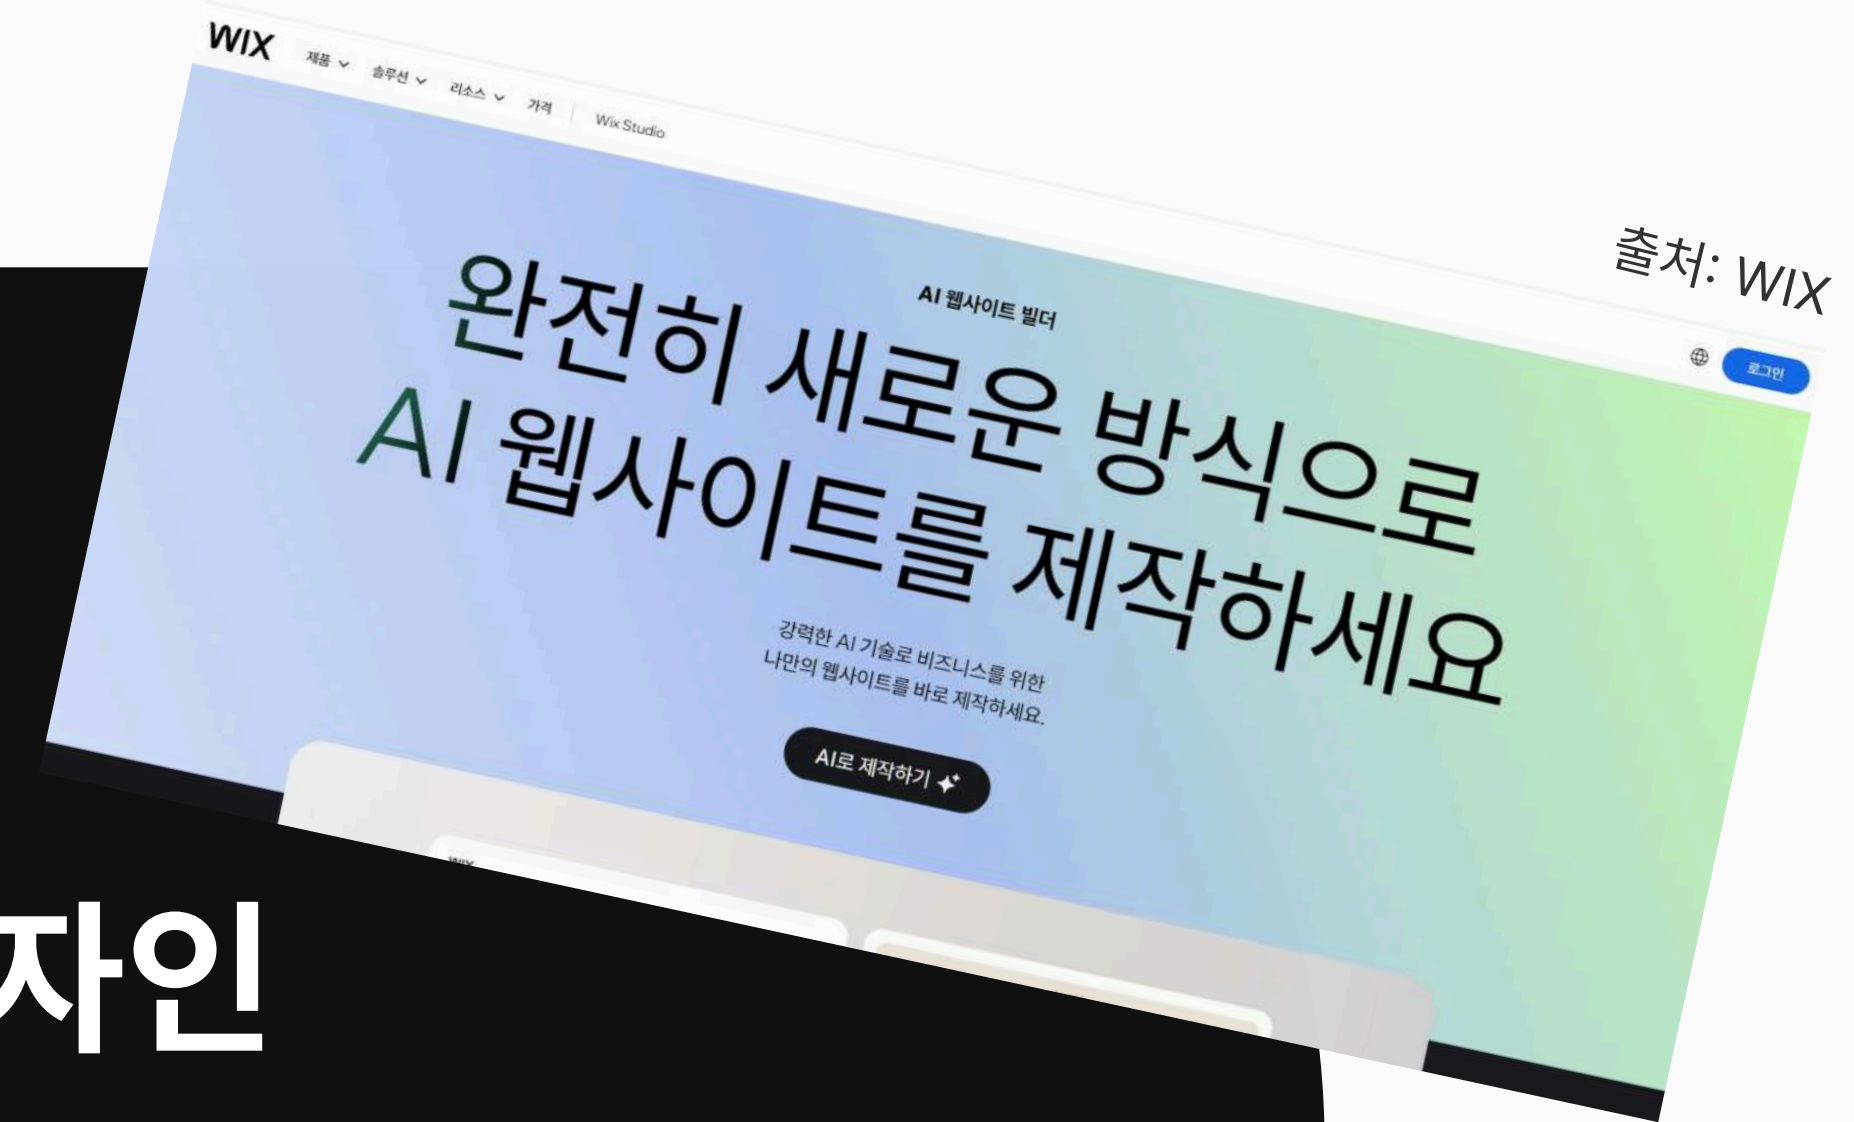 WIX 제품 솔루션 리소스 가격 Wix Studio
출처: WIX
로그인
AI 웹사이트 빌더
완전히 새로운 방식으로
AI 웹사이트를 제작하세요
강력한 AI 기술로 비즈니스를 위한
나만의 웹사이트를 바로 제작하세요.
AI로 제작하기
WIX
자인